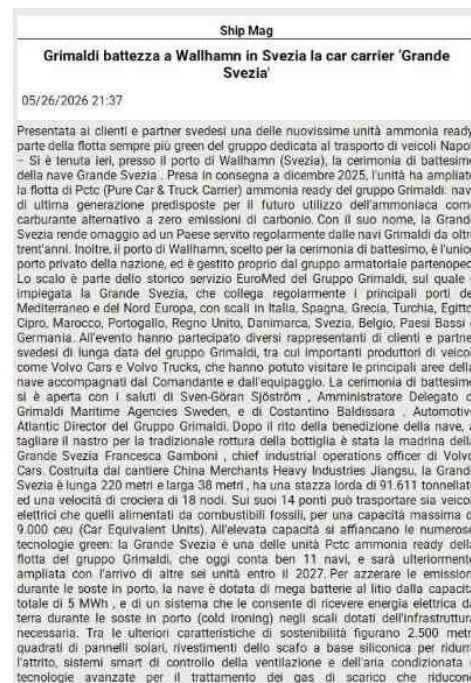 Ship Mag
Grimaldi battezza a Wallhamn in Svezia la car carrier 'Grande
Svezia'
05/26/2026 21:37
Presentata ai clienti e partner svedesi una delle nuovissime unità ammonia ready
parte della flotta sempre più green del gruppo dedicata al trasporto di veicoli
– Si è tenuta ieri, presso il porto di Wallhamn (Svezia), la cerimonia di battesimo
della nave Grande Svezia . Presa in consegna a dicembre 2025, l'unità ha ampliato
la flotta di Pctc (Pure Car & Truck Carrier) ammonia ready del gruppo Grimaldi:
di ultima generazione predisposte per il futuro utilizzo dell'ammoniaca
carburante alternativo a zero emissioni di carbonio. Con il suo nome, la
Svezia rende omaggio ad un Paese servito regolarmente dalle navi Grimaldi da
trent'anni. Inoltre, il porto di Wallhamn, scelto per la cerimonia di battesimo, è l'unico
porto privato della nazione, ed è gestito proprio dal gruppo armatoriale
Lo scalo è parte dello storico servizio EuroMed del Gruppo Grimaldi, sul quale
impiegata la Grande Svezia, che collega regolarmente i principali porti
Mediterraneo e del Nord Europa, con scali in Italia, Spagna, Grecia, Turchia,
Cipro, Marocco, Portogallo, Regno Unito, Danimarca, Svezia, Belgio, Paesi Bassi
Germania. All'evento hanno partecipato diversi rappresentanti di clienti e
svedesi di lunga data del gruppo Grimaldi, tra cui importanti produttori di
come Volvo Cars e Volvo Trucks, che hanno potuto visitare le principali aree della
nave accompagnati dal Comandante e dall'equipaggio. La cerimonia di battesimo
si è aperta con i saluti di Sven-Göran Sjöström , Amministratore Delegato
Grimaldi Maritime Agencies Sweden, e di Costantino Baldissara ,
Atlantic Director del Gruppo Grimaldi. Dopo il rito della benedizione della nave,
tagliare il nastro per la tradizionale rottura della bottiglia è stata la madrina
Grande Svezia Francesca Gamboni , chief industrial operations officer di
Cars. Costruita dal cantiere China Merchants Heavy Industries Jiangsu, la
Svezia è lunga 220 metri e larga 38 metri , ha una stazza lorda di 91.611
ed una velocità di crociera di 18 nodi. Sui suoi 14 ponti può trasportare sia
elettrici che quelli alimentati da combustibili fossili, per una capacità massima
9.000 ceu (Car Equivalent Units). All'elevata capacità si affiancano le numerose
tecnologie green: la Grande Svezia è una delle unità Pctc ammonia ready
flotta del gruppo Grimaldi, che oggi conta ben 11 navi, e sarà ulteriormente
ampliata con l'arrivo di altre sei unità entro il 2027. Per azzerare le
durante le soste in porto, la nave è dotata di mega batterie al litio dalla capacità
totale di 5 MWh , e di un sistema che le consente di ricevere energia elettrica
terra durante le soste in porto (cold ironing) negli scali dotati dell'infrastruttura
necessaria. Tra le ulteriori caratteristiche di sostenibilità figurano 2.500
quadrati di pannelli solari, rivestimenti dello scafo a base siliconica per ridurre
l'attrito, sistemi smart di controllo della ventilazione e dell'aria condizionata
tecnologie avanzate per il trattamento dei gas di scarico che riducono